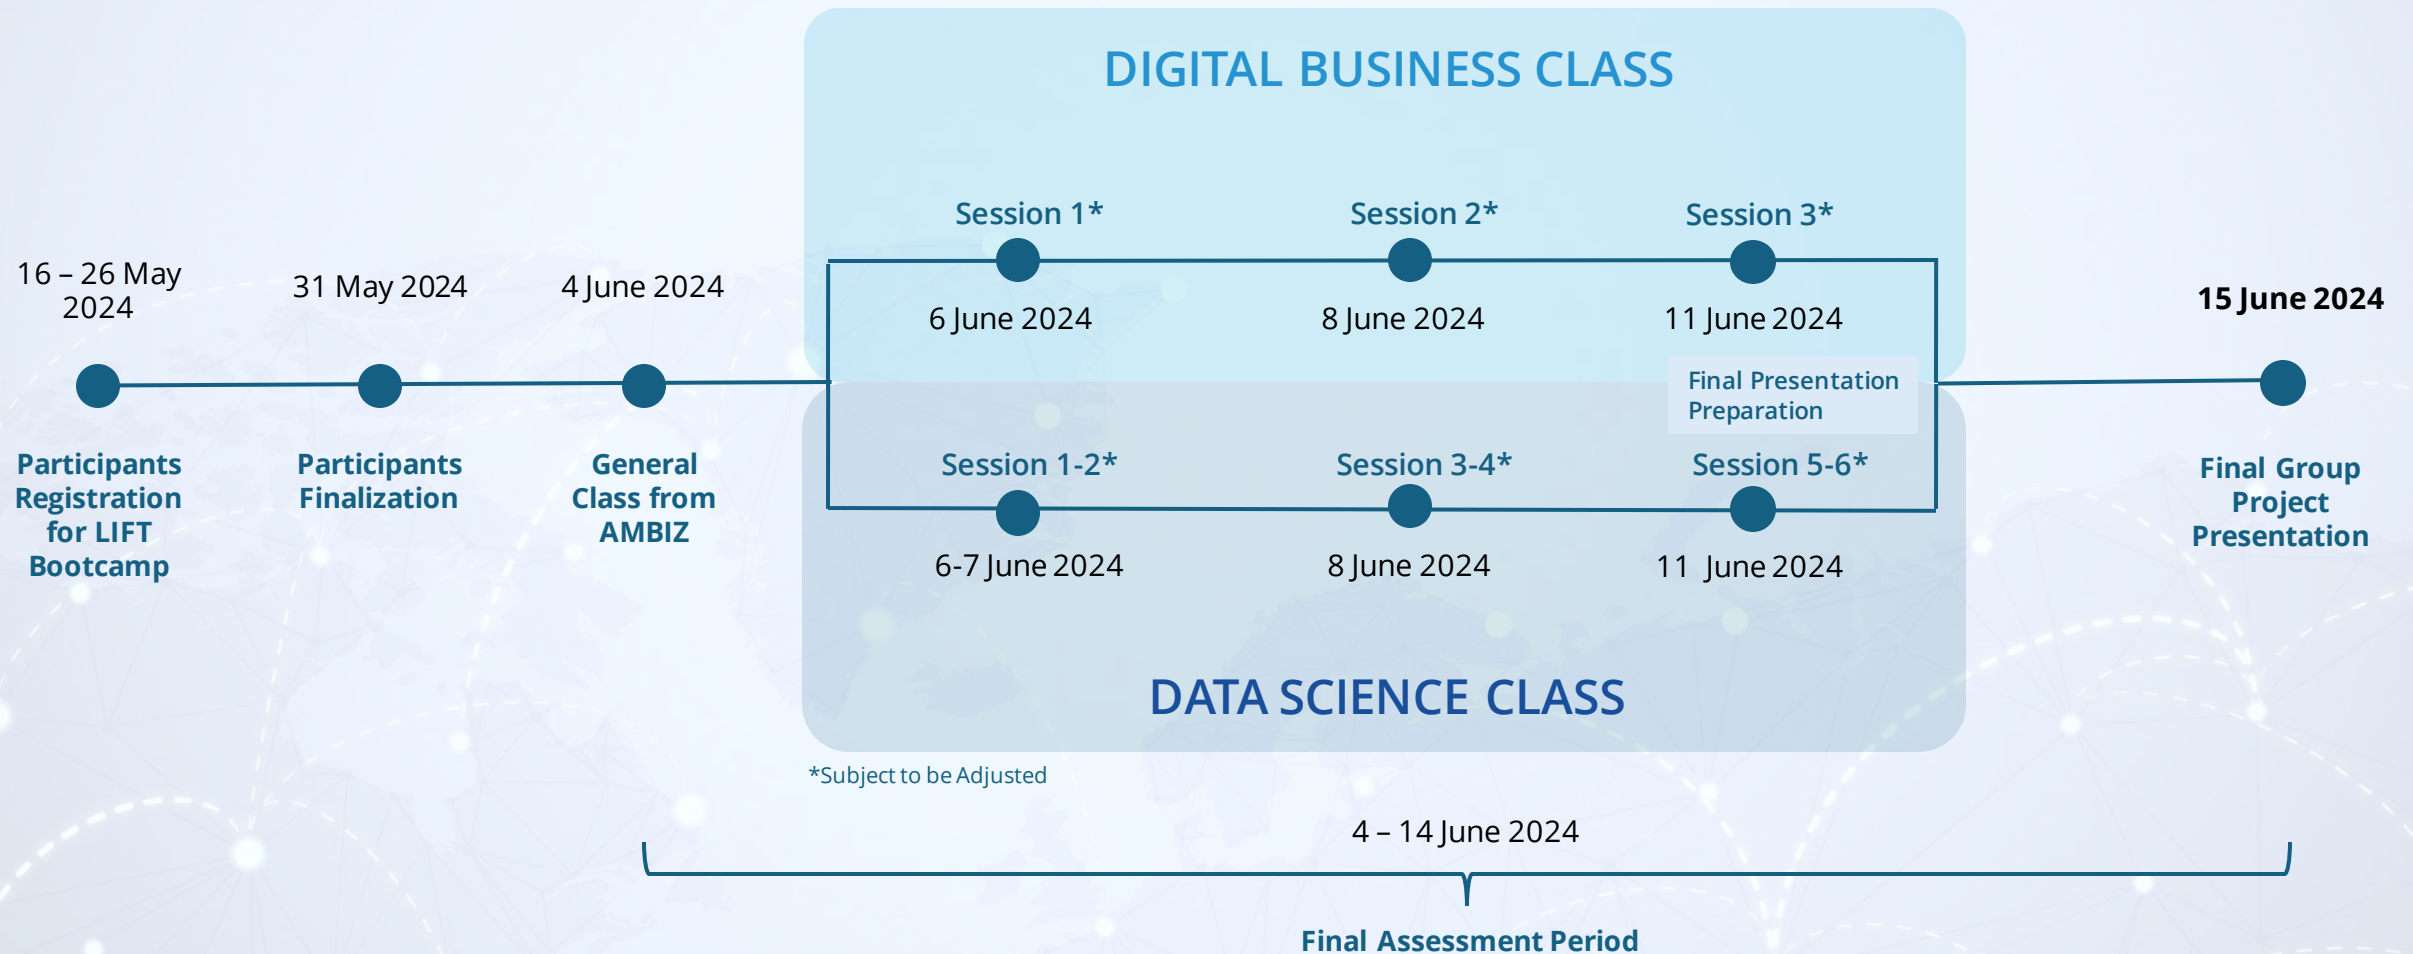 DIGITAL BUSINESS CLASS
16 – 26 May
2024
Participants
Registration
for LIFT
Bootcamp
31 May 2024
Participants
Finalization
4 June 2024
General
Class from
AMBIZ
Session 1*
6 June 2024
Session 2*
8 June 2024
Session 3*
11 June 2024
Final Presentation
Preparation
Session 1-2*
6-7 June 2024
Session 3-4*
8 June 2024
Session 5-6*
11 June 2024
DATA SCIENCE CLASS
15 June 2024
Final Group
Project
Presentation
*Subject to be Adjusted
4 – 14 June 2024
Final Assessment Period